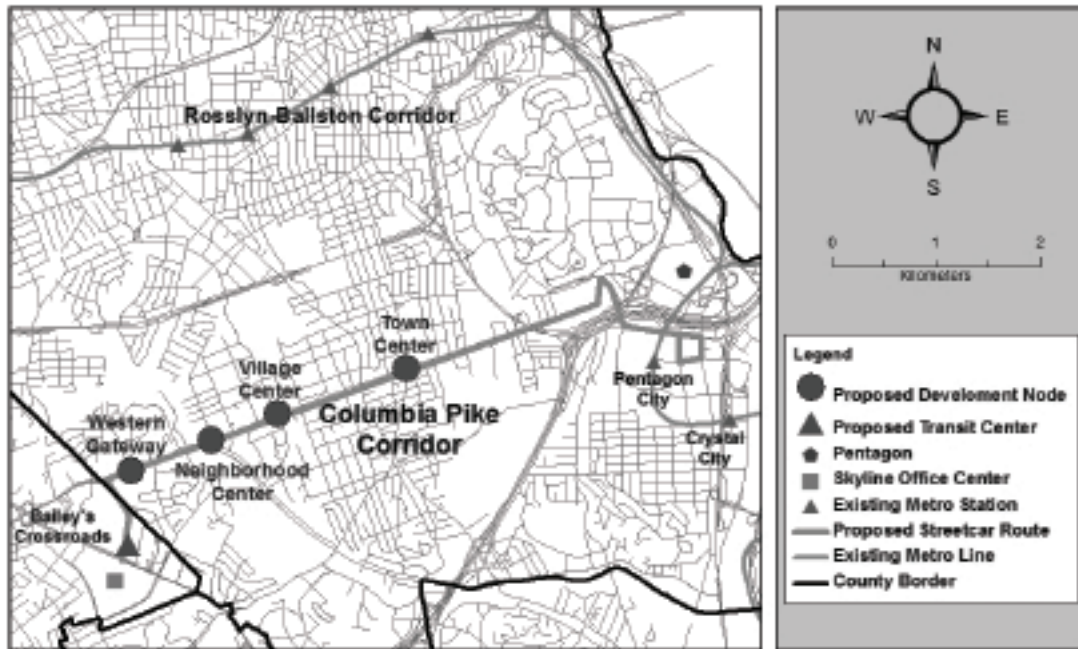 Rosslyn-Ballston Corridor
Town
Center
Village
Center
Columbia Pike
Corridor
Western
Gateway
Neighborhood
Center
Bailey's
Crossroads
Pentagon
City
Crystal
City
N
W
E
S
0
1
2
Kilometers
Legend
Proposed Develoment Node
Proposed Transit Center
Pentagon
Skyline Office Center
Existing Metro Station
Proposed Streetcar Route
Existing Metro Line
County Border